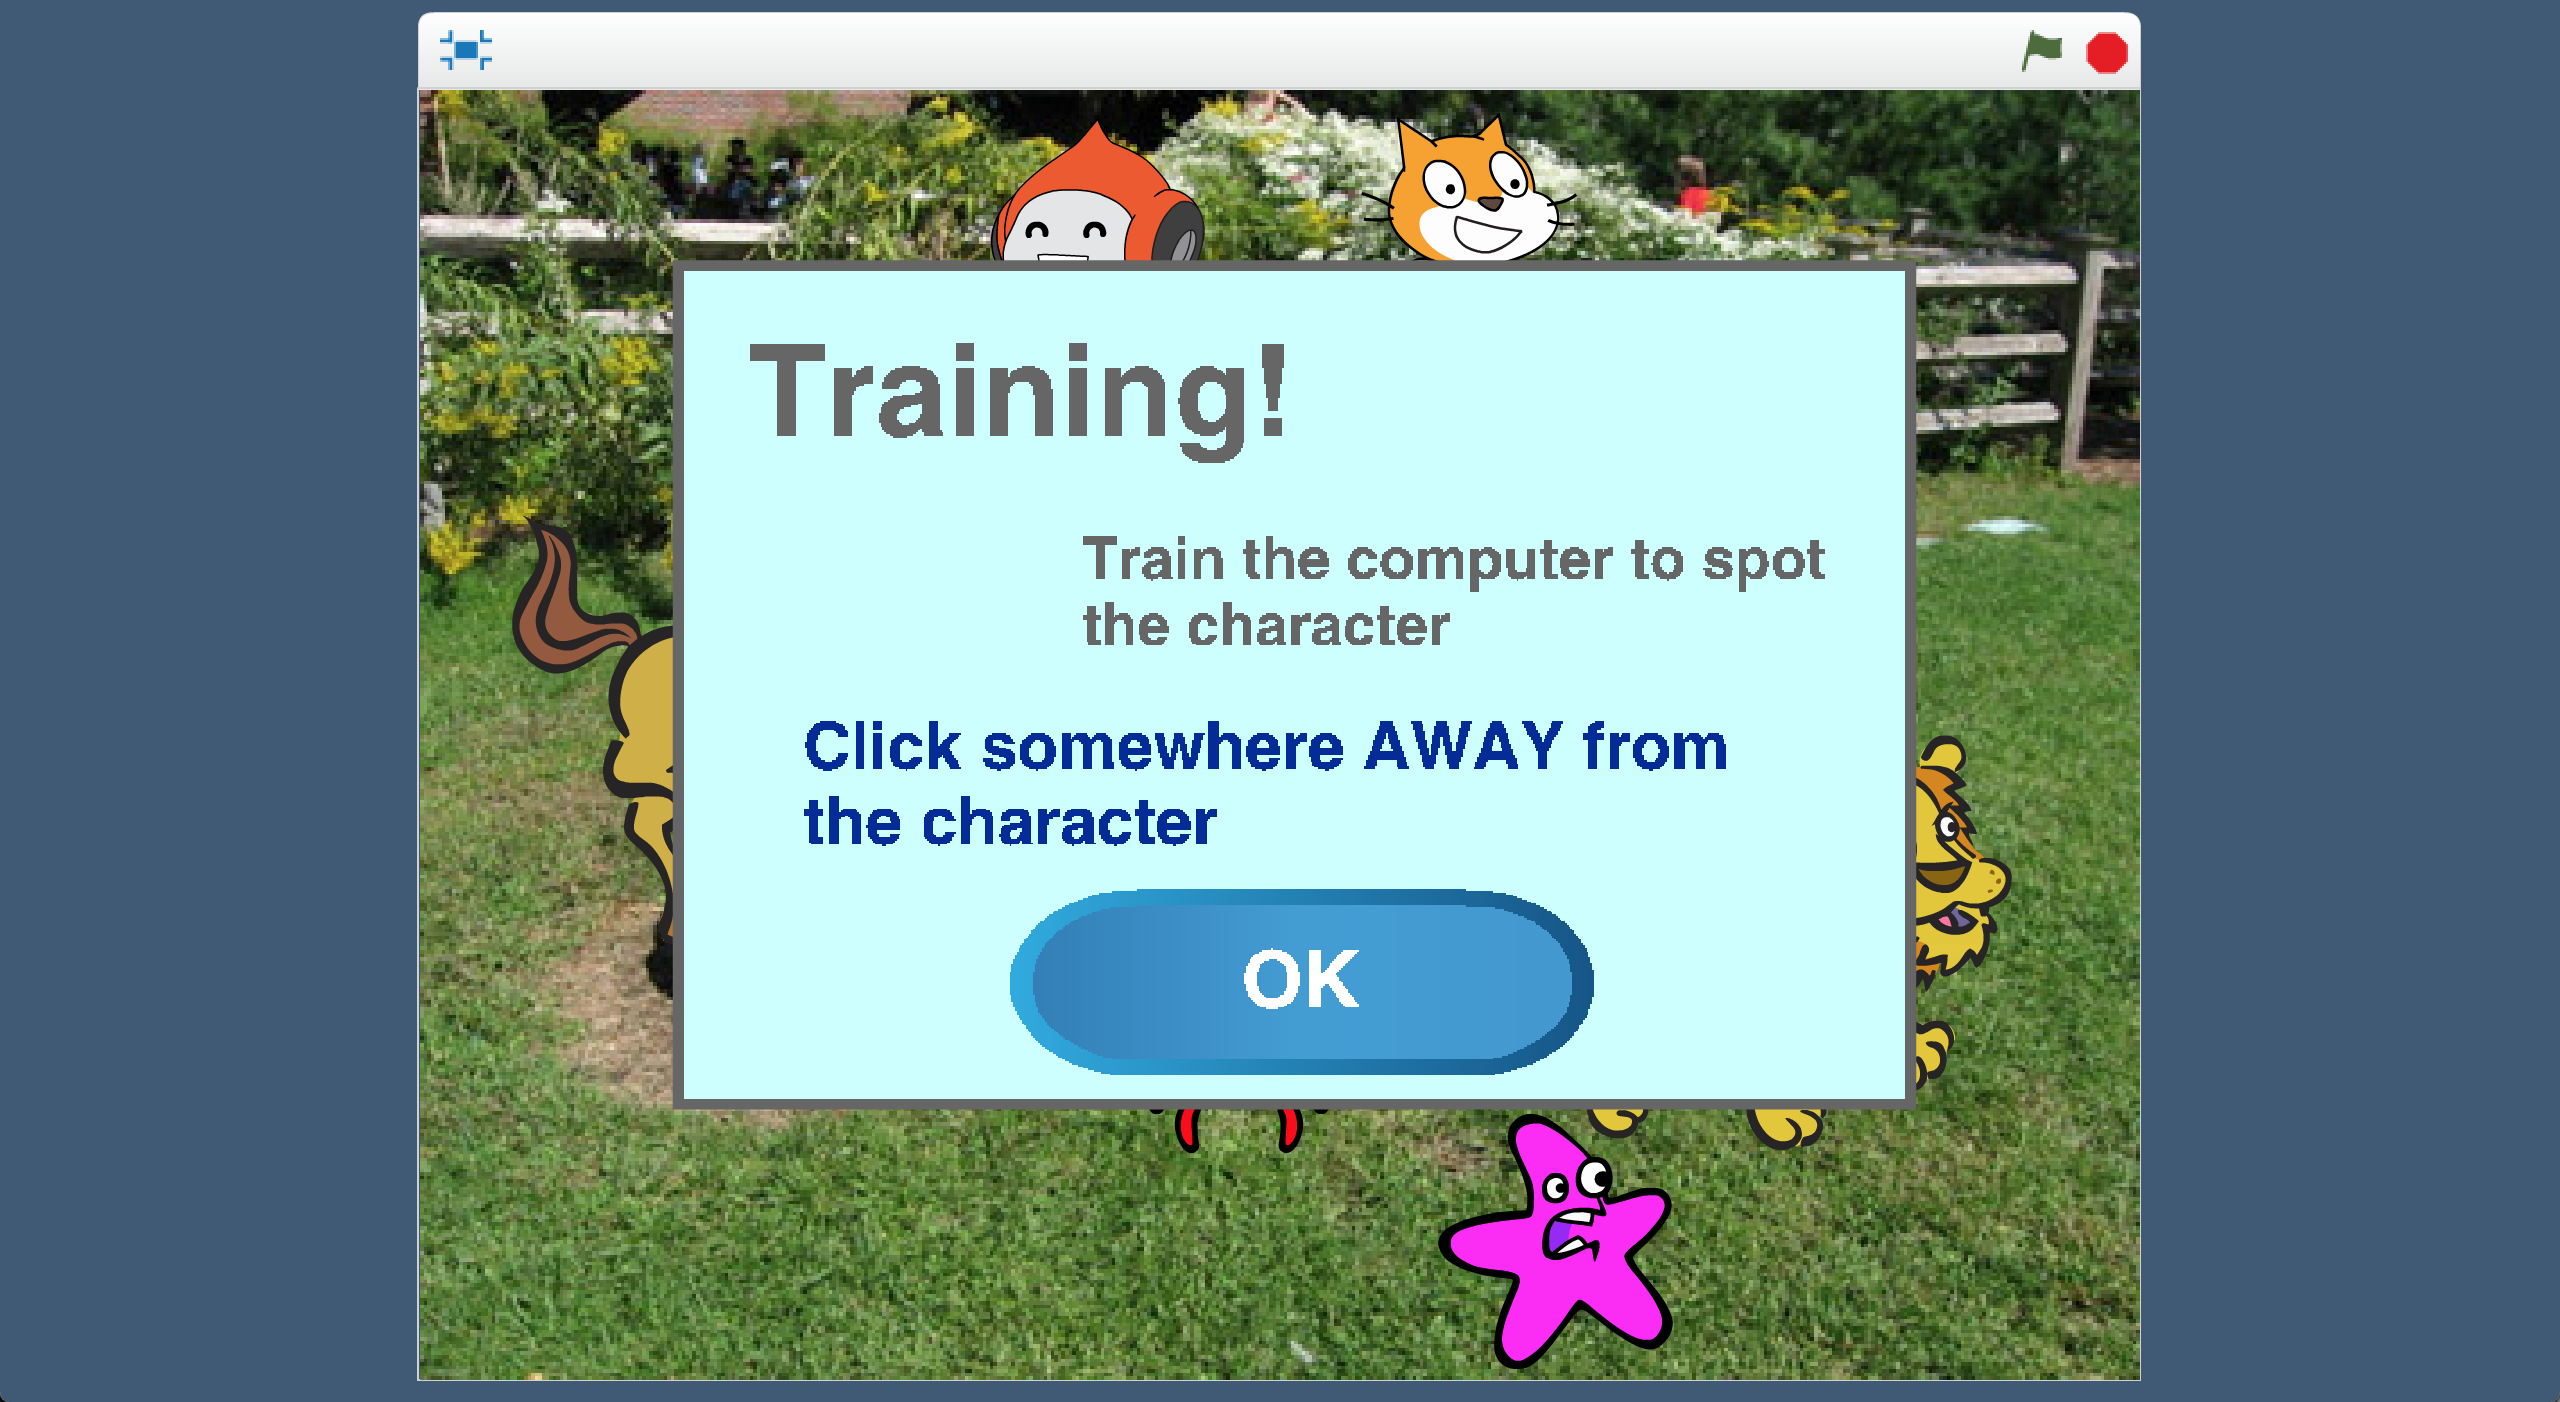 Training!
Train the computer to spot
the character
Click somewhere AWAY from
the character
OK